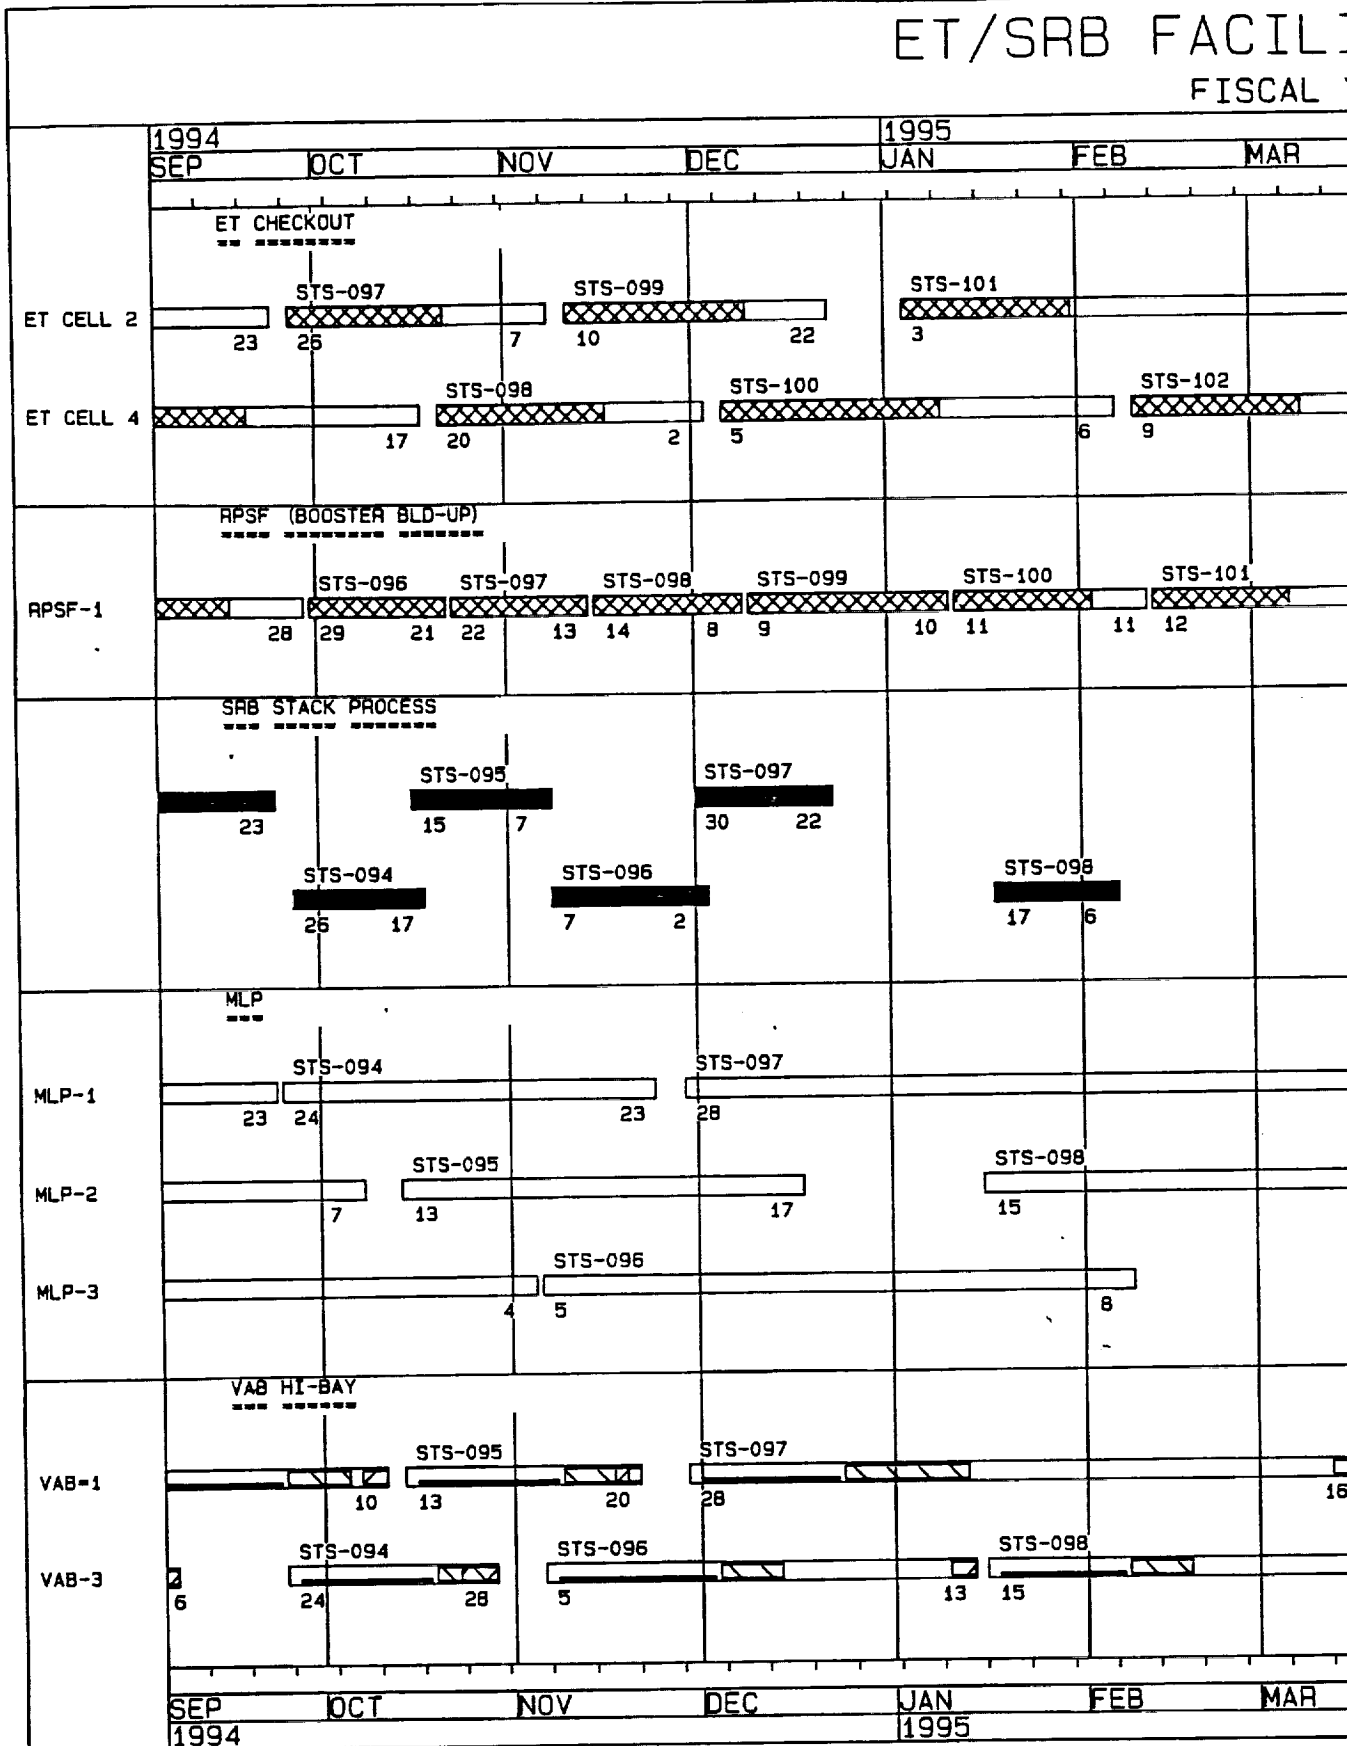 ET/SRB FACILI
FISCAL
1994 1995
SEP OCT NOV DEC JAN FEB MAR
ET CHECKOUT
STS-097 STS-099 STS-101
ET CELL 2
23 26 7 10 22 3
STS-098 STS-100 STS-102
ET CELL 4
17 20 2 5 6 9
RPSF (BOOSTER BLD-UP)
STS-096 STS-097 STS-098 STS-099 STS-100 STS-101
RPSF-1
28 29 21 22 13 14 8 9 10 11 11 12
SRB STACK PROCESS
STS-095 STS-097
23 15 7 30 22
STS-094 STS-096 STS-098
26 17 7 2 17 6
MLP
STS-094 STS-097
MLP-1
23 24 23 28
STS-095 STS-098
MLP-2
7 13 17 15
STS-096
MLP-3
4 5 8
VAB HI-BAY
STS-095 STS-097
VAB-1
10 13 20 28 16
STS-094 STS-096 STS-098
VAB-3
6 24 28 5 13 15
SEP OCT NOV DEC JAN FEB MAR
1994 1995